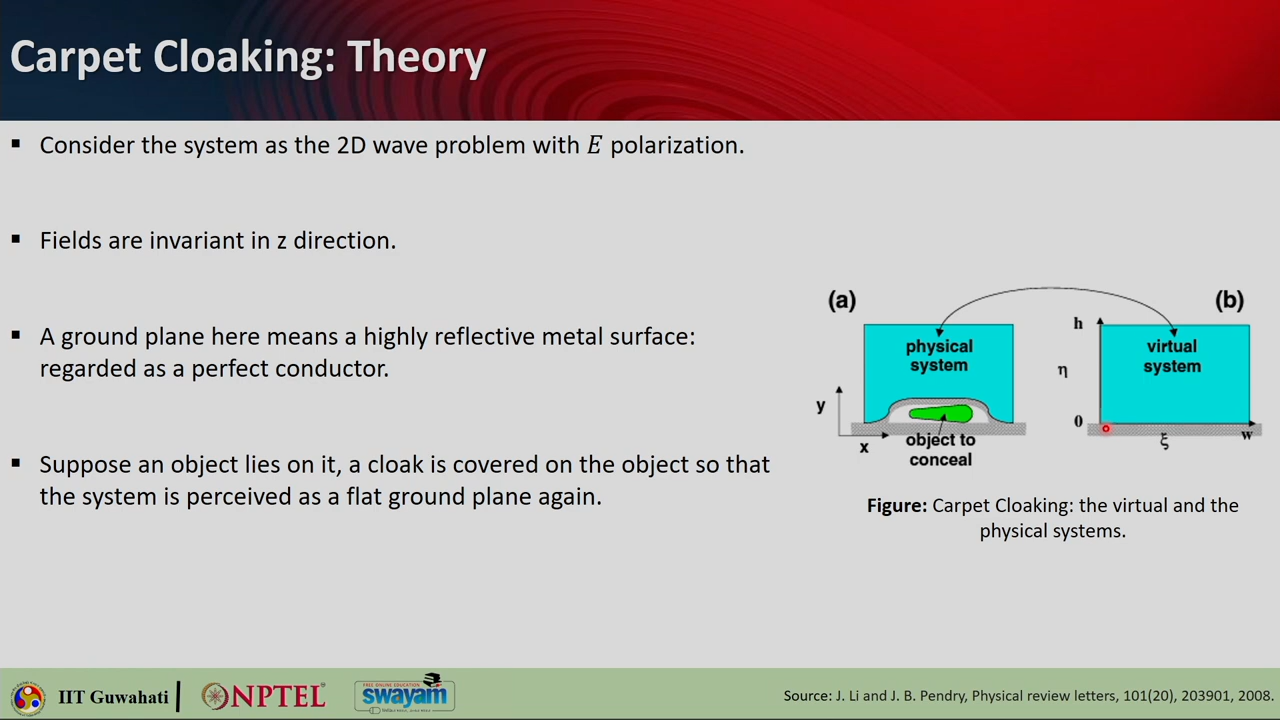 Carpet Cloaking: Theory
▪ Consider the system as the 2D wave problem with E polarization.
▪ Fields are invariant in z direction.
▪ A ground plane here means a highly reflective metal surface:
regarded as a perfect conductor.
▪ Suppose an object lies on it, a cloak is covered on the object so that
the system is perceived as a flat ground plane again.
(a)
physical
system
y
x
object to
conceal
(b)
h
virtual
system
η
0
ξ
w
Figure: Carpet Cloaking: the virtual and the
physical systems.
IIT Guwahati
NPTEL
FREE ONLINE EDUCATION
swayam
Source: J. Li and J. B. Pendry, Physical review letters, 101(20), 203901, 2008.